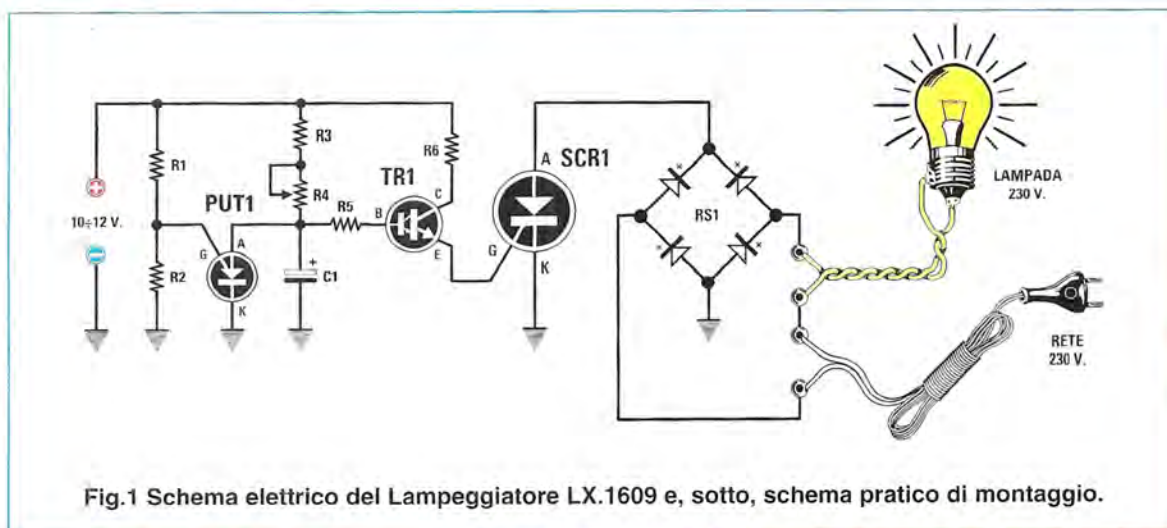 R1
R2
10÷12 V.
PUT1
G
A
K
R3
R4
C1
R5
TR1
B
C
E
R6
SCR1
A
G
K
RS1
LAMPADA
230 V.
RETE
230 V.
Fig.1 Schema elettrico del Lampeggiatore LX.1609 e, sotto, schema pratico di montaggio.